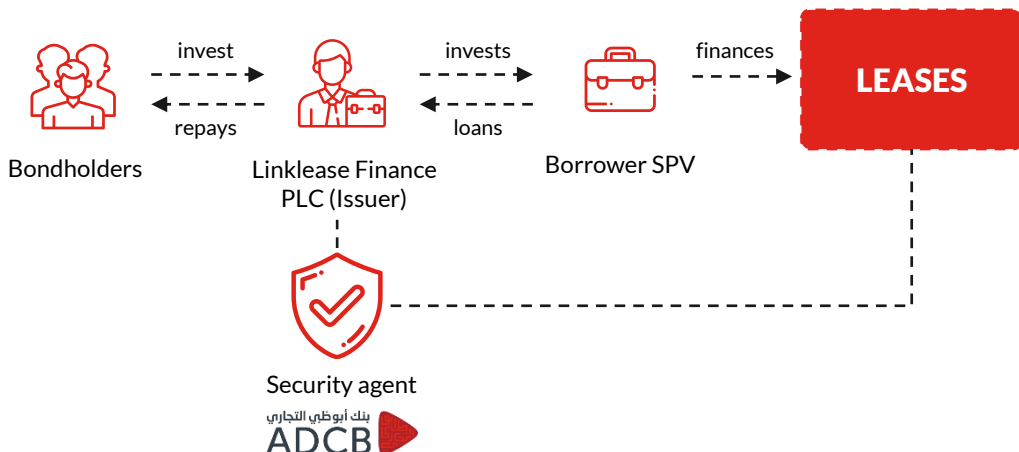 invest
invests
finances
LEASES
repays
loans
Bondholders
Linklease Finance
PLC (Issuer)
Borrower SPV
Security agent
بنك أبوظبي التجاري
ADCB